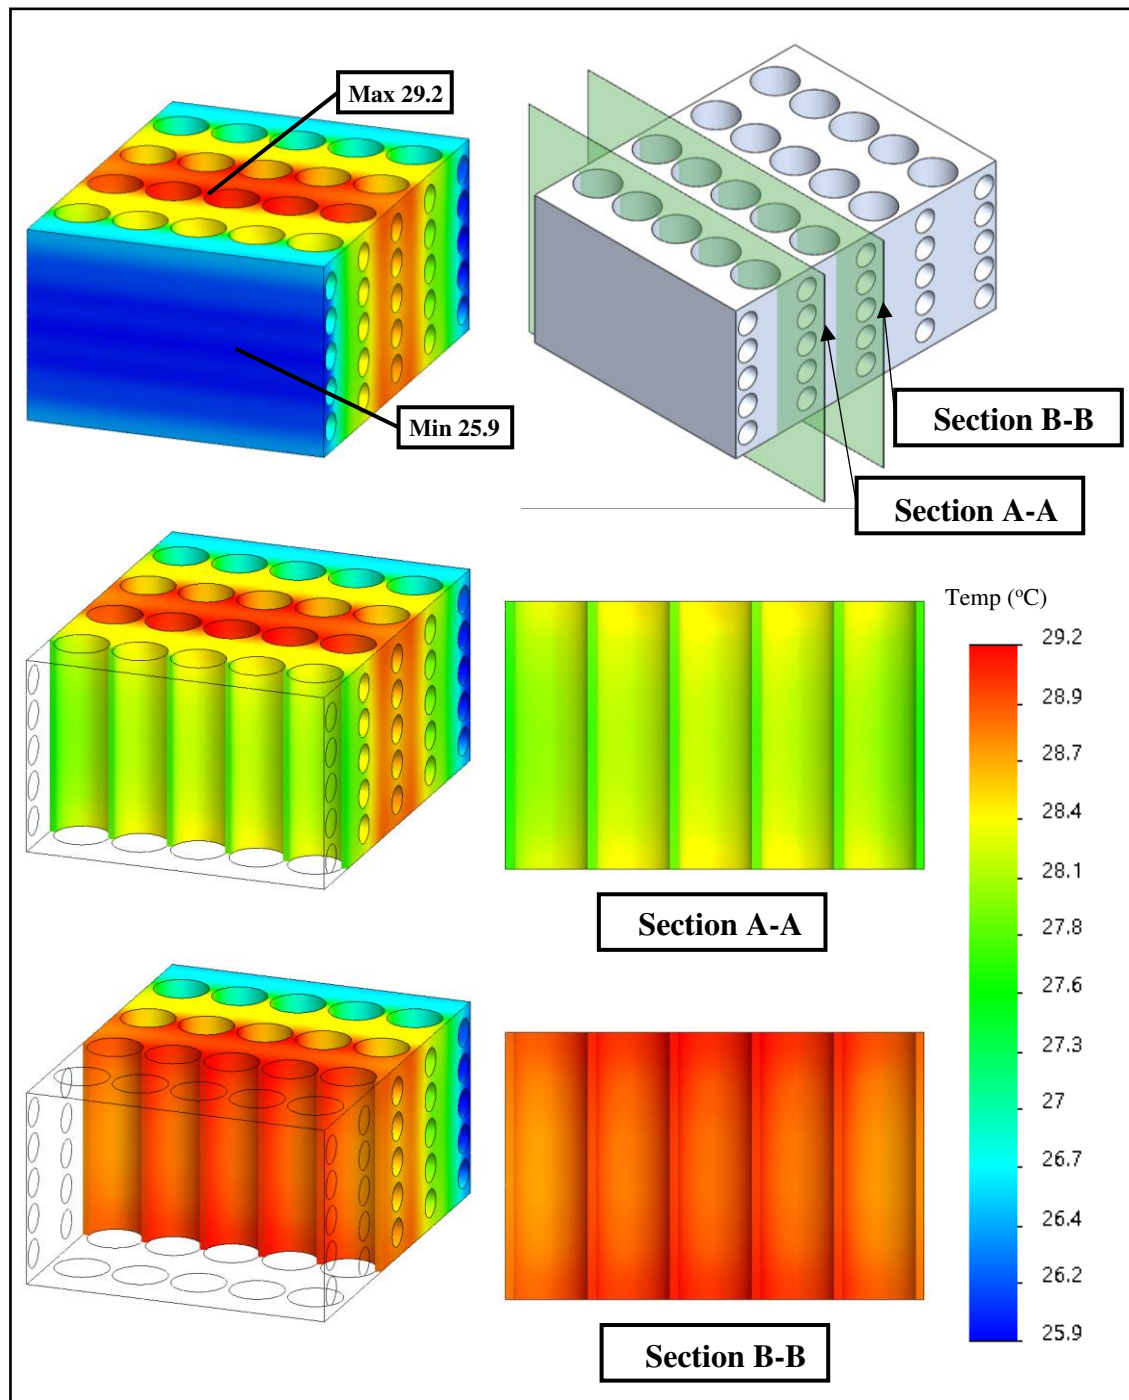 Max 29.2
Min 25.9
Section B-B
Section A-A
Temp (°C)
29.2
28.9
28.7
28.4
28.1
27.8
27.6
27.3
27
26.7
26.4
26.2
25.9
Section A-A
Section B-B